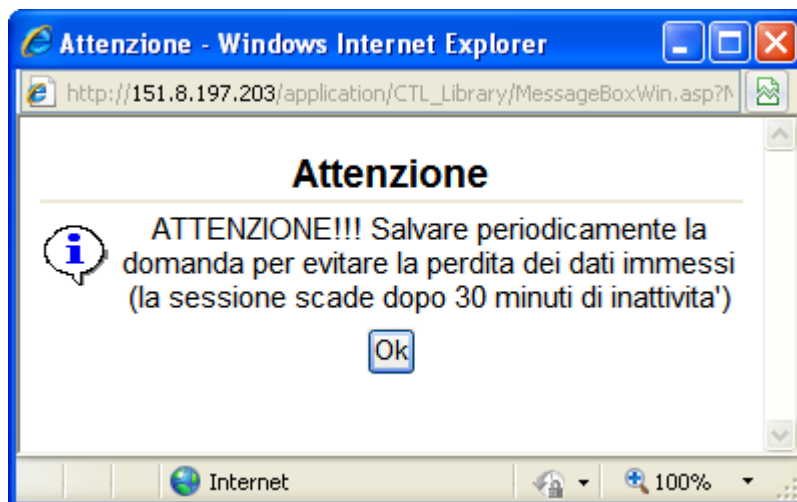 Attenzione - Windows Internet Explorer
http://151.8.197.203/application/CTL_Library/MessageBoxWin.asp?
Attenzione
ATTENZIONE!!! Salvare periodicamente la
domanda per evitare la perdita dei dati immessi
(la sessione scade dopo 30 minuti di inattivita')
Ok
Internet
100%